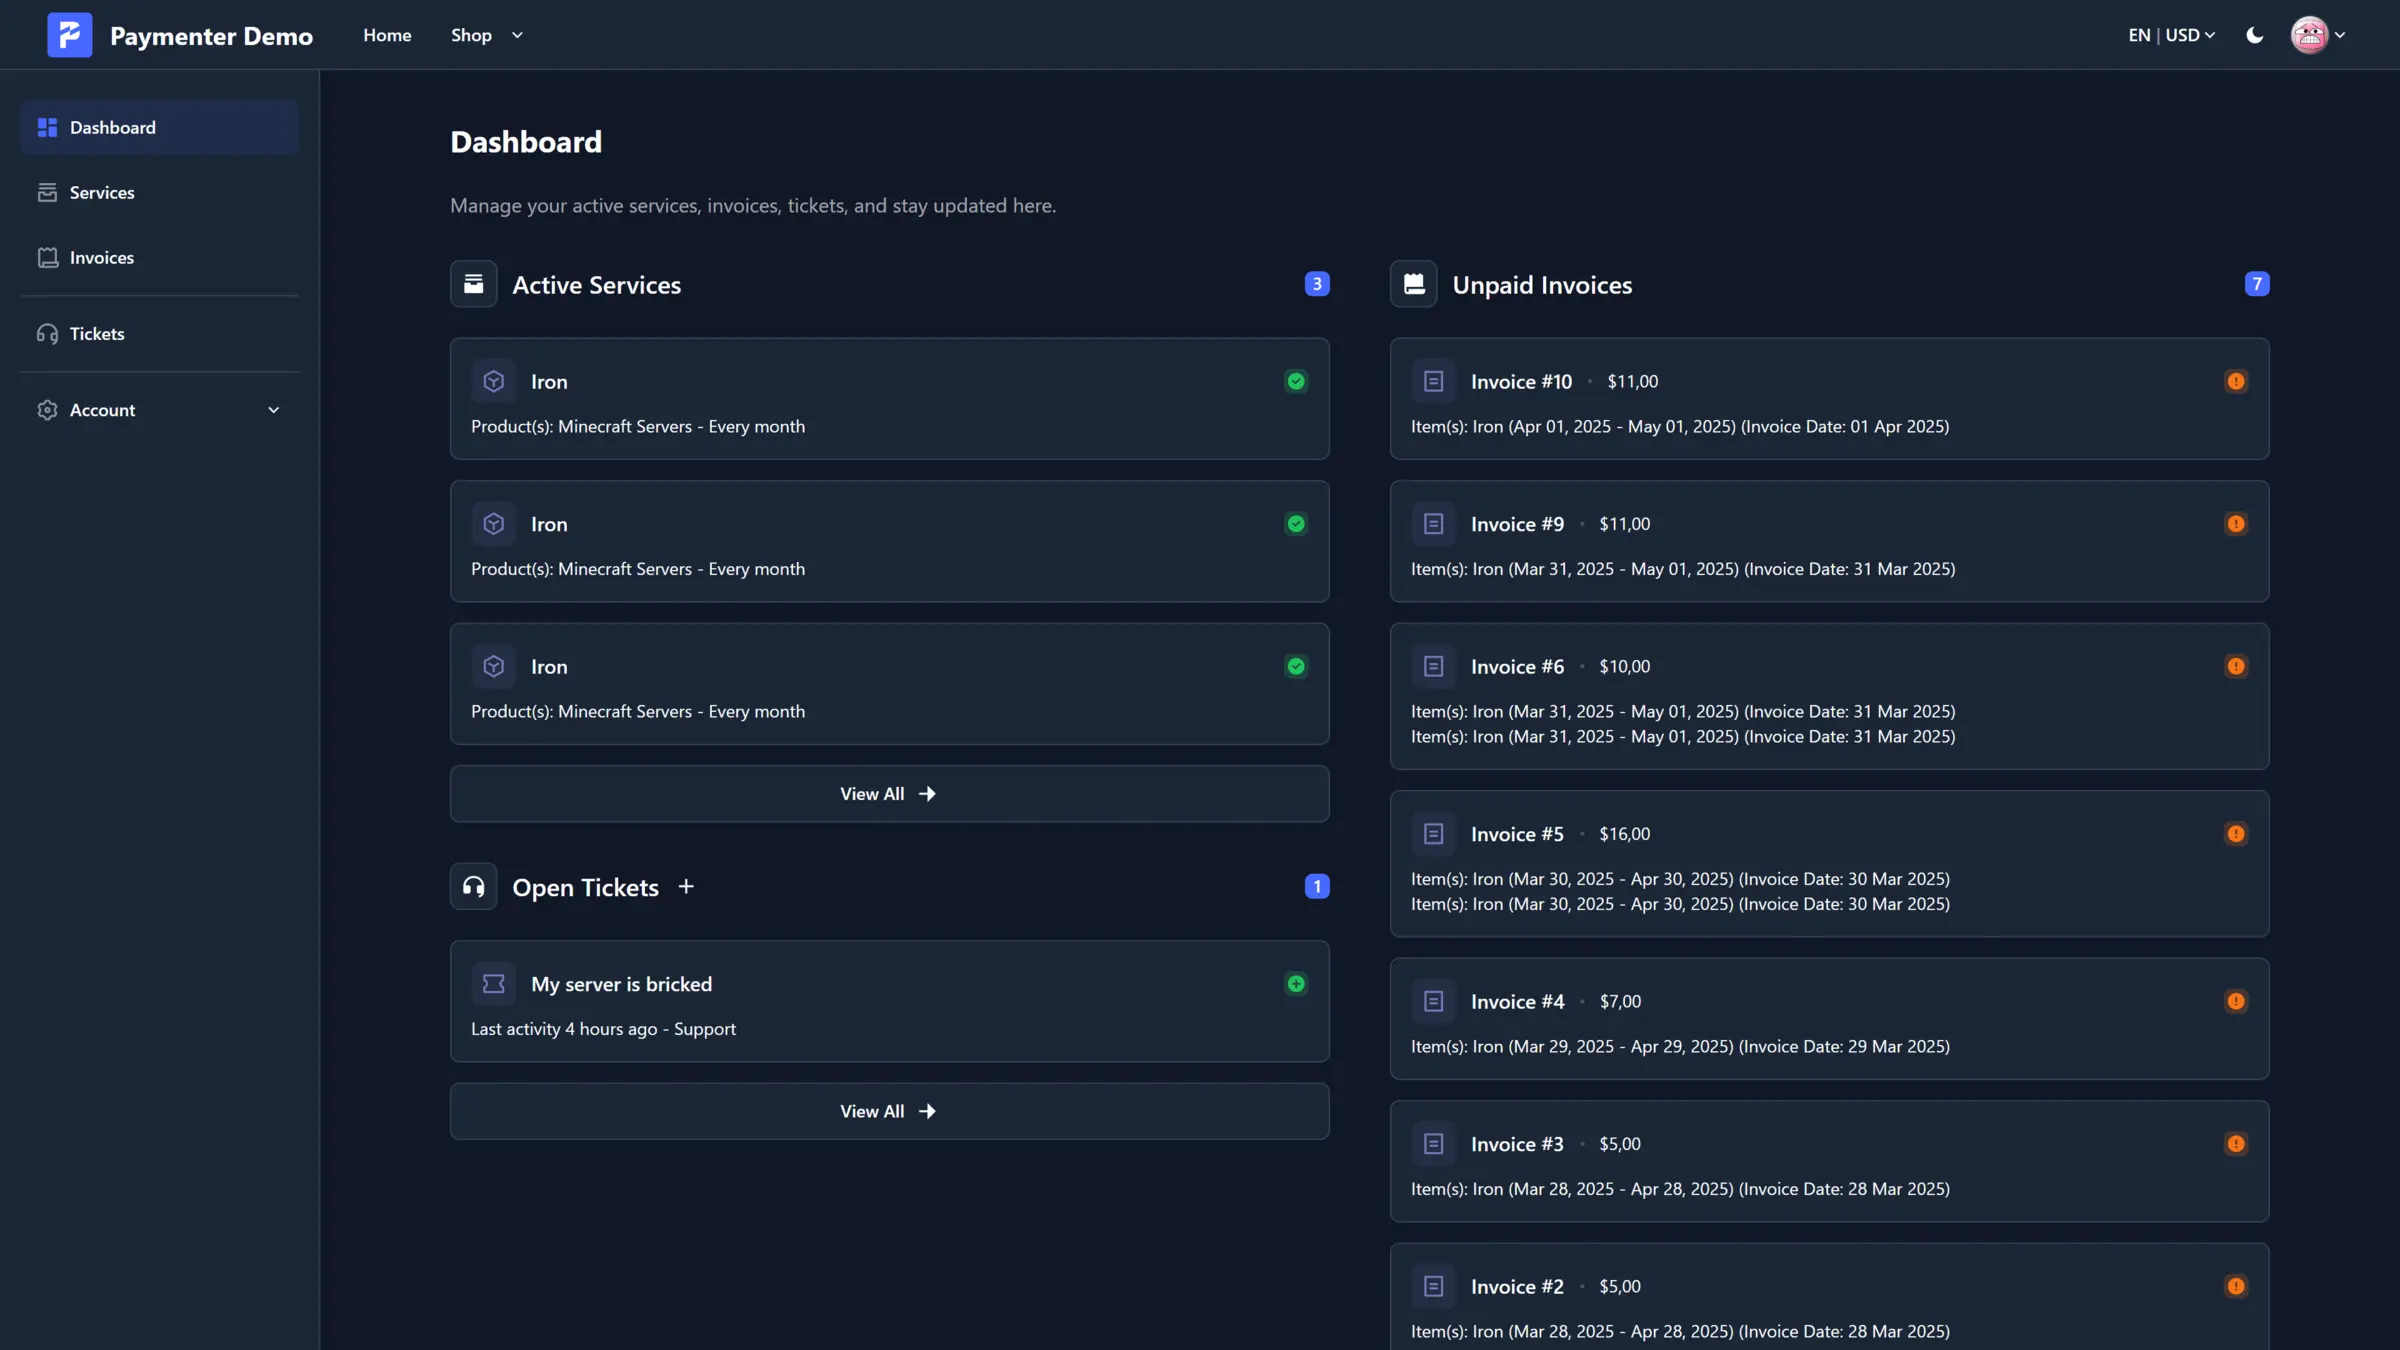 Paymenter Demo
Home
Shop
EN | USD
Dashboard
Services
Invoices
Tickets
Account
Dashboard
Manage your active services, invoices, tickets, and stay updated here.
Active Services
3
Iron
Product(s): Minecraft Servers - Every month
Iron
Product(s): Minecraft Servers - Every month
Iron
Product(s): Minecraft Servers - Every month
View All
Open Tickets
1
My server is bricked
Last activity 4 hours ago - Support
View All
Unpaid Invoices
7
Invoice #10 • $11,00
Item(s): Iron (Apr 01, 2025 - May 01, 2025) (Invoice Date: 01 Apr 2025)
Invoice #9 • $11,00
Item(s): Iron (Mar 31, 2025 - May 01, 2025) (Invoice Date: 31 Mar 2025)
Invoice #6 • $10,00
Item(s): Iron (Mar 31, 2025 - May 01, 2025) (Invoice Date: 31 Mar 2025)
Item(s): Iron (Mar 31, 2025 - May 01, 2025) (Invoice Date: 31 Mar 2025)
Invoice #5 • $16,00
Item(s): Iron (Mar 30, 2025 - Apr 30, 2025) (Invoice Date: 30 Mar 2025)
Item(s): Iron (Mar 30, 2025 - Apr 30, 2025) (Invoice Date: 30 Mar 2025)
Invoice #4 • $7,00
Item(s): Iron (Mar 29, 2025 - Apr 29, 2025) (Invoice Date: 29 Mar 2025)
Invoice #3 • $5,00
Item(s): Iron (Mar 28, 2025 - Apr 28, 2025) (Invoice Date: 28 Mar 2025)
Invoice #2 • $5,00
Item(s): Iron (Mar 28, 2025 - Apr 28, 2025) (Invoice Date: 28 Mar 2025)